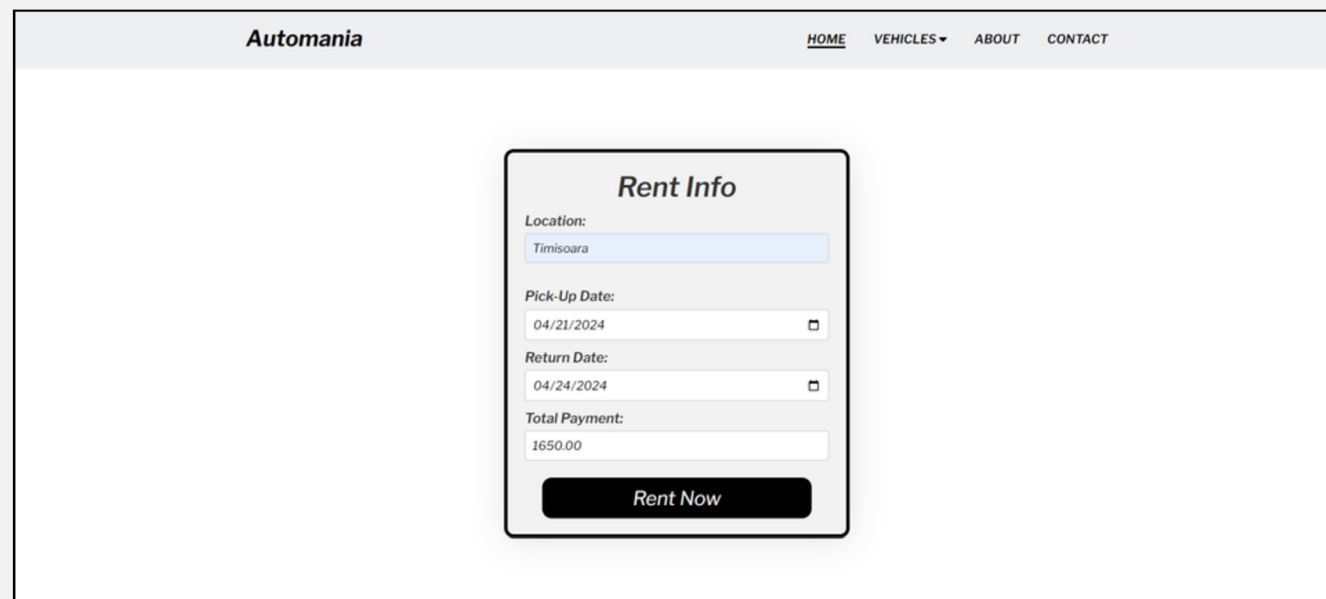 Automania
HOME VEHICLES ABOUT CONTACT
Rent Info
Location:
Timisoara
Pick-Up Date:
04/21/2024
Return Date:
04/24/2024
Total Payment:
1650.00
Rent Now